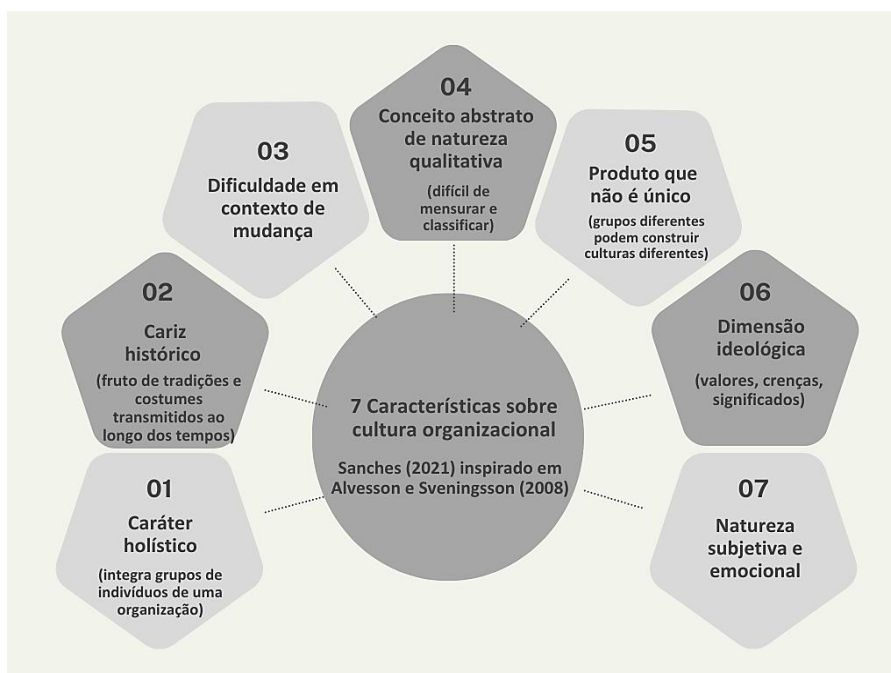 04
Conceito abstrato
de natureza
qualitativa
(difícil de
mensurar e
classificar)
03
Dificuldade em
contexto de
mudança
05
Produto que
não é único
(grupos diferentes
podem construir
culturas diferentes)
02
Cariz
histórico
(fruto de tradições e
costumes
transmitidos ao
longo dos tempos)
06
Dimensão
ideológica
(valores, crenças,
significados)
7 Características sobre
cultura organizacional
Sanches (2021) inspirado em
Alvesson e Sveningsson (2008)
01
Caráter
holístico
(integra grupos de
indivíduos de uma
organização)
07
Natureza
subjetiva e
emocional